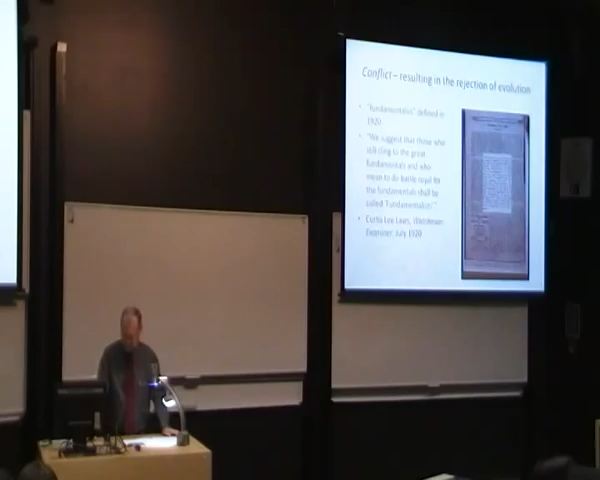 Conflict – resulting in the rejection of evolution
• "fundamentalist" defined in
1920.
• "We suggest that those who
still cling to the great
fundamentals and who
mean to do battle royal for
the fundamentals shall be
called 'Fundamentalists'"
• Curtis Lee Laws, Watchman-
Examiner, July 1920